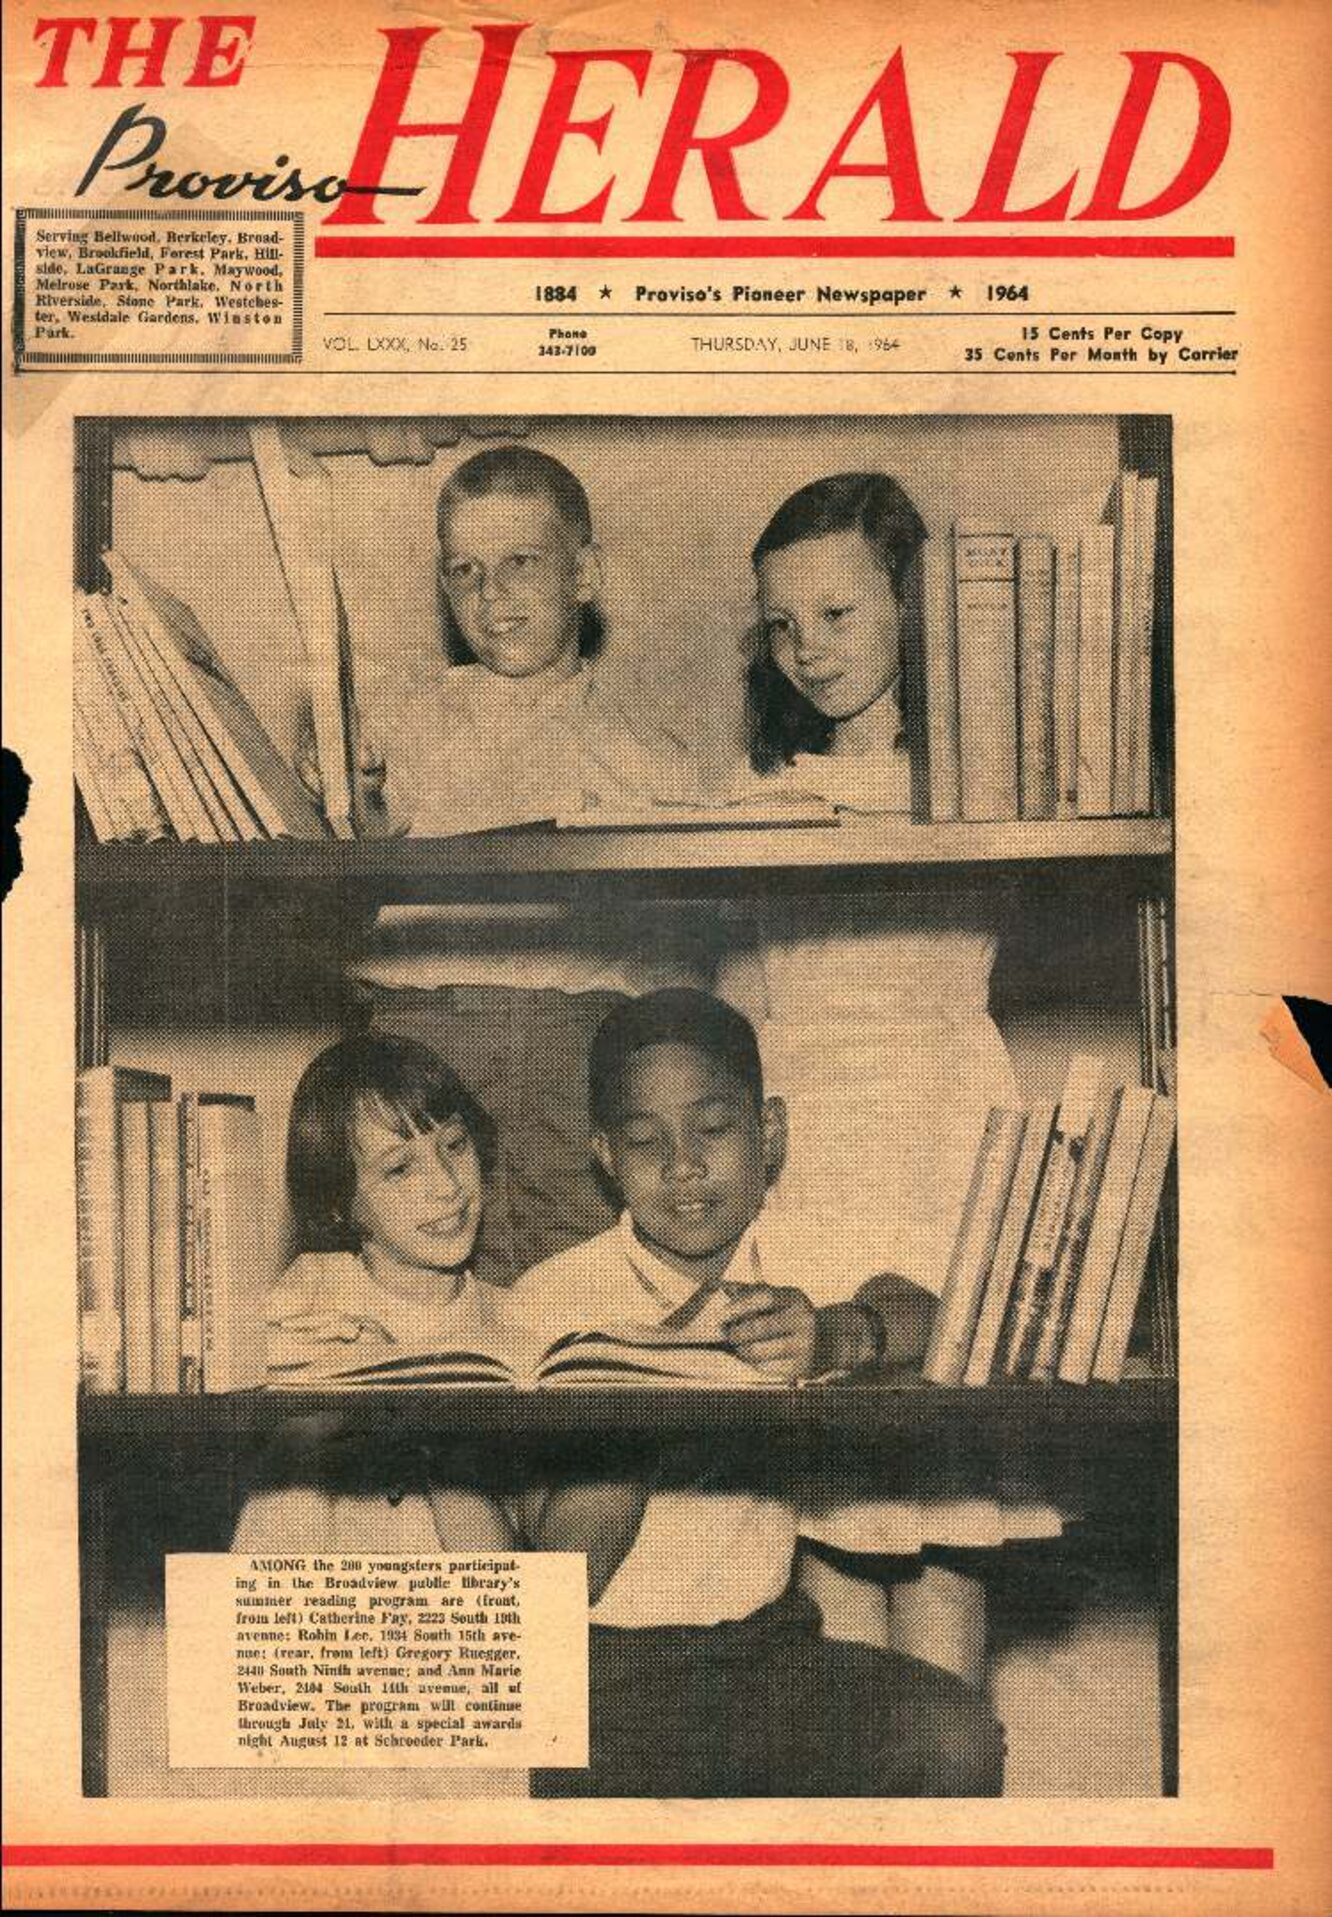 THE HERALD
Proviso
Serving Bellwood, Berkeley, Broad-
view, Brookfield, Forest Park, Hill-
side, LaGrange Park, Maywood,
Melrose Park, Northlake, North
Riverside, Stone Park, Westches-
ter, Westdale Gardens, Winston
Park.
1884 ★ Proviso's Pioneer Newspaper ★ 1964
VOL. LXXX, No. 25
Phone
343-7100
THURSDAY, JUNE 18, 1964
15 Cents Per Copy
35 Cents Per Month by Carrier
AMONG the 200 youngsters participat-
ing in the Broadview public library's
summer reading program are (front,
from left) Catherine Fay, 2223 South 19th
avenue; Robin Lee, 1934 South 15th ave-
nue; (rear, from left) Gregory Ruegger,
2440 South Ninth avenue; and Ann Marie
Weber, 2404 South 14th avenue, all of
Broadview. The program will continue
through July 24, with a special awards
night August 12 at Schroeder Park.